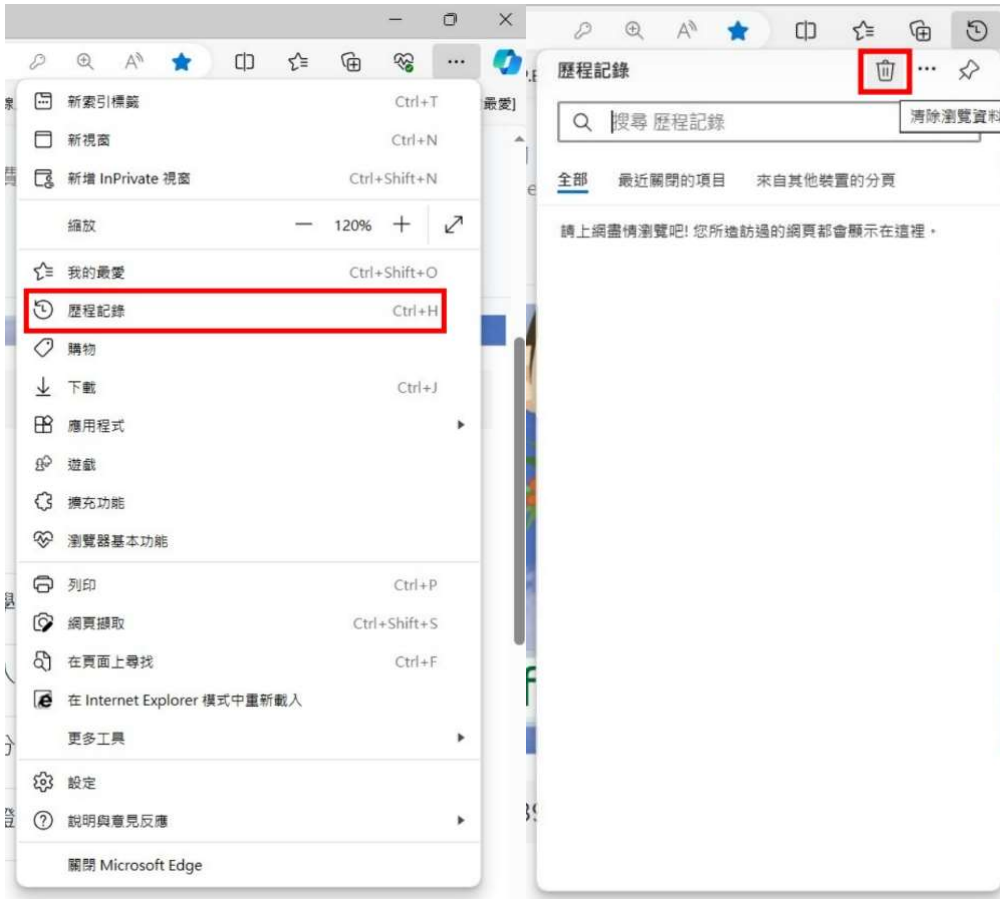 最愛]
新索引標籤 Ctrl+T
新視窗 Ctrl+N
新增 InPrivate 視窗 Ctrl+Shift+N
縮放 120%
我的最愛 Ctrl+Shift+O
歷程記錄 Ctrl+H
購物
下載 Ctrl+J
應用程式
遊戲
擴充功能
瀏覽器基本功能
列印 Ctrl+P
網頁擷取 Ctrl+Shift+S
在頁面上尋找 Ctrl+F
在 Internet Explorer 模式中重新載入
更多工具
設定
說明與意見反應
關閉 Microsoft Edge
歷程記錄
搜尋 歷程記錄
清除瀏覽資料
全部 最近關閉的項目 來自其他裝置的分頁
請上網盡情瀏覽吧! 您所造訪過的網頁都會顯示在這裡。